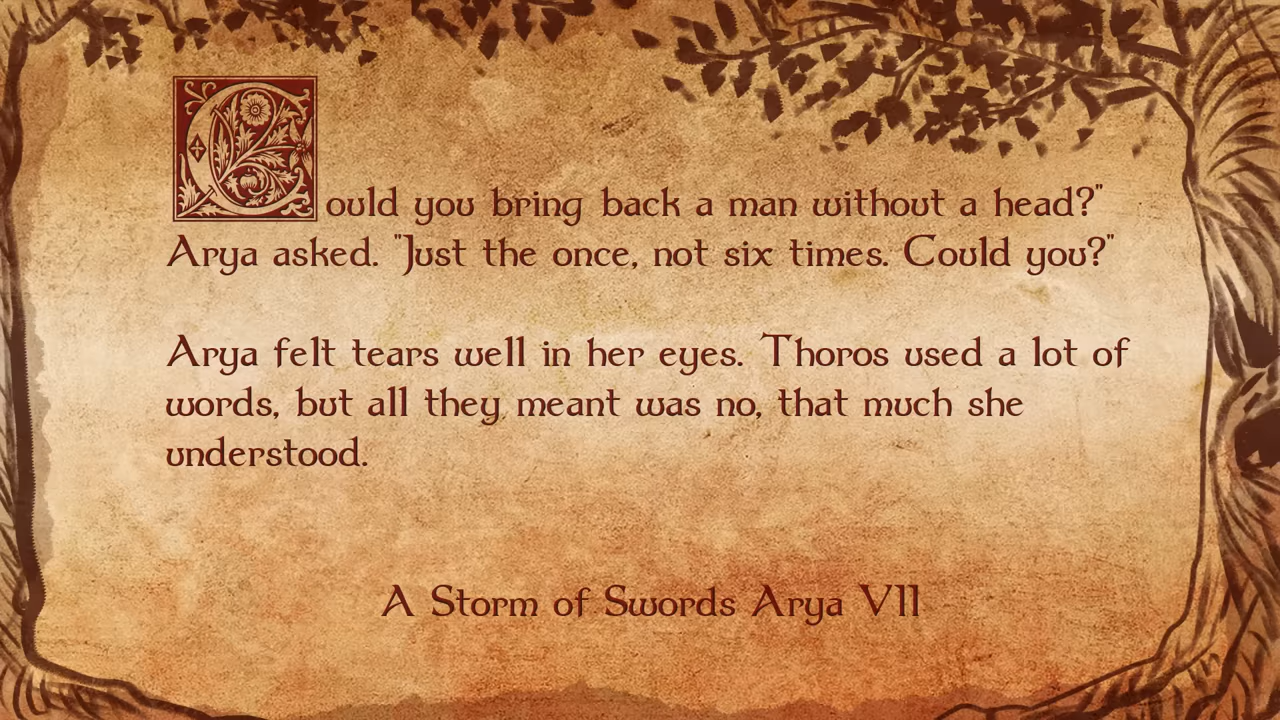 Could you bring back a man without a head?"
Arya asked. "Just the once, not six times. Could you?"
Arya felt tears well in her eyes. Thoros used a lot of
words, but all they meant was no, that much she
understood.
A Storm of Swords Arya VII